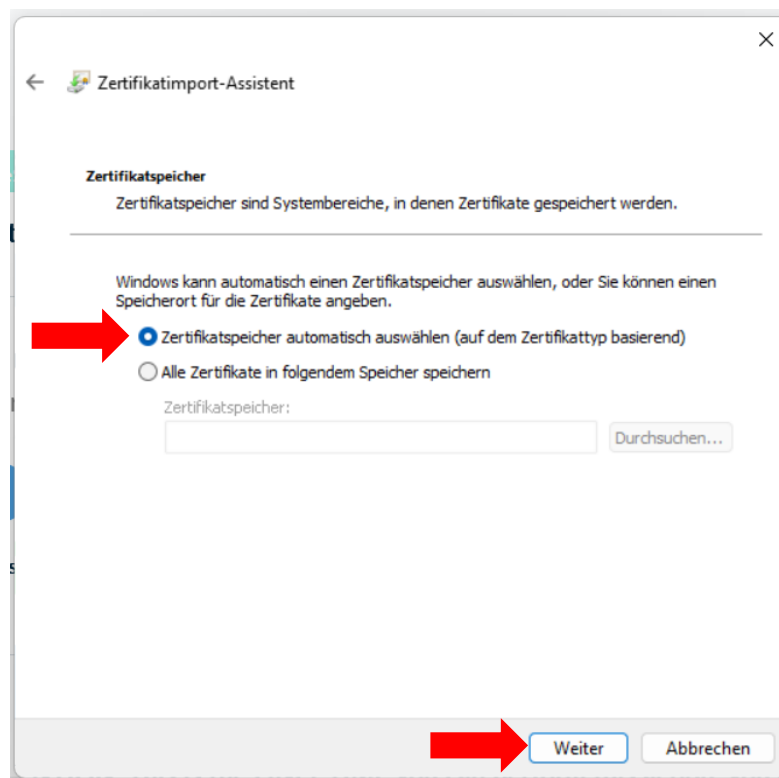 Zertifikatimport-Assistent
Zertifikatspeicher
Zertifikatspeicher sind Systembereiche, in denen Zertifikate gespeichert werden.
Windows kann automatisch einen Zertifikatspeicher auswählen, oder Sie können einen
Speicherort für die Zertifikate angeben.
Zertifikatspeicher automatisch auswählen (auf dem Zertifikattyp basierend)
Alle Zertifikate in folgendem Speicher speichern
Zertifikatspeicher:
Durchsuchen...
Weiter
Abbrechen